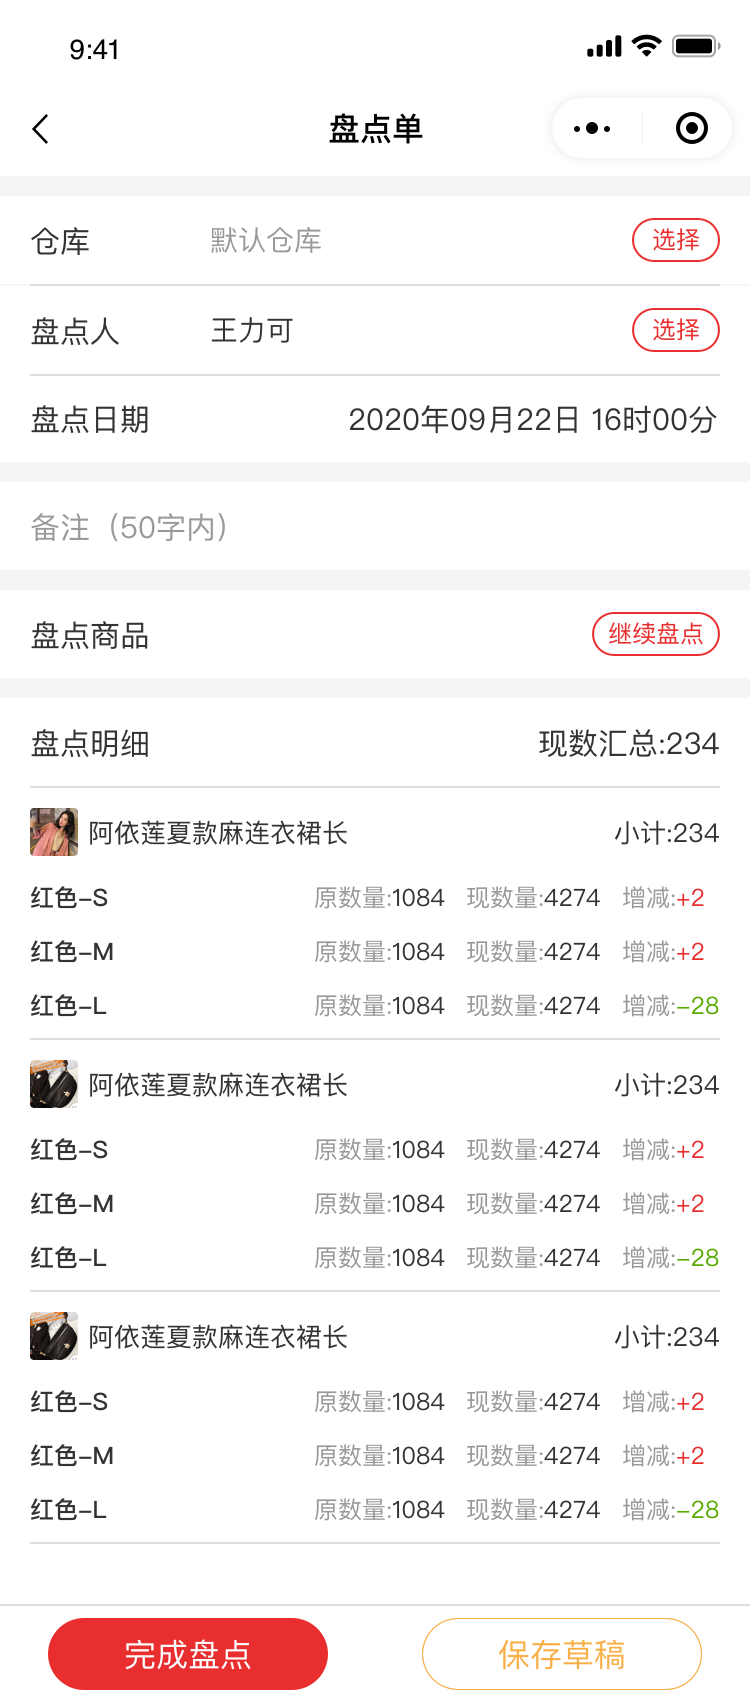 9:41
盘点单
仓库 默认仓库 选择
盘点人 王力可 选择
盘点日期 2020年09月22日 16时00分
备注（50字内）
盘点商品 继续盘点
盘点明细 现数汇总:234
阿依莲夏款麻连衣裙长 小计:234
红色-S 原数量:1084 现数量:4274 增减:+2
红色-M 原数量:1084 现数量:4274 增减:+2
红色-L 原数量:1084 现数量:4274 增减:-28
阿依莲夏款麻连衣裙长 小计:234
红色-S 原数量:1084 现数量:4274 增减:+2
红色-M 原数量:1084 现数量:4274 增减:+2
红色-L 原数量:1084 现数量:4274 增减:-28
阿依莲夏款麻连衣裙长 小计:234
红色-S 原数量:1084 现数量:4274 增减:+2
红色-M 原数量:1084 现数量:4274 增减:+2
红色-L 原数量:1084 现数量:4274 增减:-28
完成盘点 保存草稿